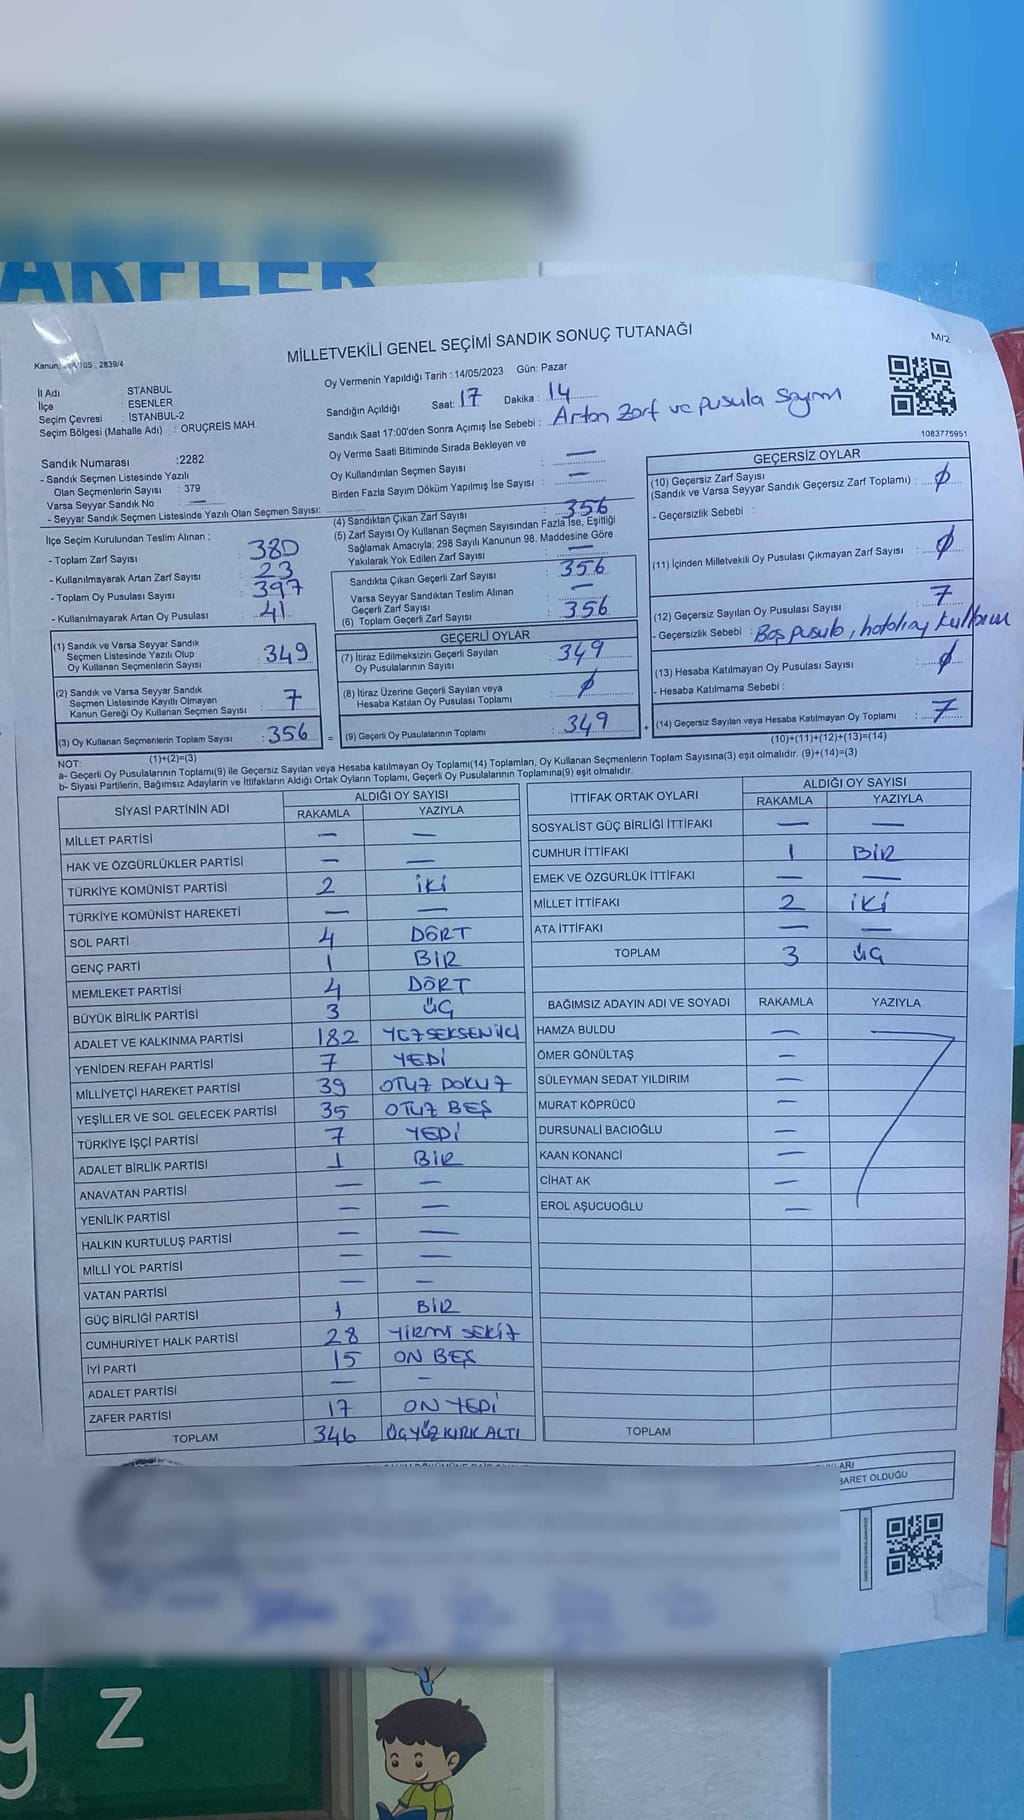 ARFLER
MİLLETVEKİLİ GENEL SEÇİMİ SANDIK SONUÇ TUTANAĞI
M/2
2839/4
Oy Vermenin Yapıldığı Tarih : 14/05/2023 Gün: Pazar
İl Adı : STANBUL
İlçe : ESENLER
Seçim Çevresi : İSTANBUL-2
Seçim Bölgesi (Mahalle Adı) : ORUÇREİS MAH.
Sandığın Açıldığı Saat: 17 Dakika : 14
Sandık Saat 17:00'den Sonra Açımış İse Sebebi : Artan Zarf ve pusula Sayımı
Oy Verme Saati Bitiminde Sırada Bekleyen ve
Oy Kullandırılan Seçmen Sayısı : —
Birden Fazla Sayım Döküm Yapılmış İse Sayısı : —
1083775951
Sandık Numarası :2282
- Sandık Seçmen Listesinde Yazılı
Olan Seçmenlerin Sayısı : 379
Varsa Seyyar Sandık No : —
- Seyyar Sandık Seçmen Listesinde Yazılı Olan Seçmen Sayısı:
İlçe Seçim Kurulundan Teslim Alınan :
- Toplam Zarf Sayısı : 380
- Kullanılmayarak Artan Zarf Sayısı : 23
- Toplam Oy Pusulası Sayısı : 397
- Kullanılmayarak Artan Oy Pusulası : 41
(1) Sandık ve Varsa Seyyar Sandık
Seçmen Listesinde Yazılı Olup
Oy Kullanan Seçmenlerin Sayısı : 349
(2) Sandık ve Varsa Seyyar Sandık
Seçmen Listesinde Kayıtlı Olmayan
Kanun Gereği Oy Kullanan Seçmen Sayısı : 7
(3) Oy Kullanan Seçmenlerin Toplam Sayısı : 356
(1)+(2)=(3)
(4) Sandıktan Çıkan Zarf Sayısı : 356
(5) Zarf Sayısı Oy Kullanan Seçmen Sayısından Fazla İse, Eşitliği
Sağlamak Amacıyla; 298 Sayılı Kanunun 98. Maddesine Göre
Yakılarak Yok Edilen Zarf Sayısı : —
Sandıkta Çıkan Geçerli Zarf Sayısı : 356
Varsa Seyyar Sandıktan Teslim Alınan
Geçerli Zarf Sayısı : —
(6) Toplam Geçerli Zarf Sayısı : 356
GEÇERLİ OYLAR
(7) İtiraz Edilmeksizin Geçerli Sayılan
Oy Pusulalarının Sayısı : 349
(8) İtiraz Üzerine Geçerli Sayılan veya
Hesaba Katılan Oy Pusulası Toplamı : ∅
= (9) Geçerli Oy Pusulalarının Toplamı : 349 +
GEÇERSİZ OYLAR
(10) Geçersiz Zarf Sayısı
(Sandık ve Varsa Seyyar Sandık Geçersiz Zarf Toplamı) : ∅
- Geçersizlik Sebebi :
(11) İçinden Milletvekili Oy Pusulası Çıkmayan Zarf Sayısı : ∅
(12) Geçersiz Sayılan Oy Pusulası Sayısı : 7
- Geçersizlik Sebebi : Boş pusula, hatalı oy kullanım
(13) Hesaba Katılmayan Oy Pusulası Sayısı : ∅
- Hesaba Katılmama Sebebi :
(14) Geçersiz Sayılan veya Hesaba Katılmayan Oy Toplamı : 7
(10)+(11)+(12)+(13)=(14)
NOT:
a- Geçerli Oy Pusulalarının Toplamı(9) ile Geçersiz Sayılan veya Hesaba katılmayan Oy Toplamı(14) Toplamları, Oy Kullanan Seçmenlerin Toplam Sayısına(3) eşit olmalıdır. (9)+(14)=(3)
b- Siyasi Partilerin, Bağımsız Adayların ve İttifakların Aldığı Ortak Oyların Toplamı, Geçerli Oy Pusulalarının Toplamına(9) eşit olmalıdır.
SİYASİ PARTİNİN ADI ALDIĞI OY SAYISI
RAKAMLA YAZIYLA
MİLLET PARTİSİ — —
HAK VE ÖZGÜRLÜKLER PARTİSİ — —
TÜRKİYE KOMÜNİST PARTİSİ 2 İKİ
TÜRKİYE KOMÜNİST HAREKETİ — —
SOL PARTİ 4 DÖRT
GENÇ PARTİ 1 BİR
MEMLEKET PARTİSİ 4 DÖRT
BÜYÜK BİRLİK PARTİSİ 3 ÜÇ
ADALET VE KALKINMA PARTİSİ 182 YÜZSEKSENİKİ
YENİDEN REFAH PARTİSİ 7 YEDİ
MİLLİYETÇİ HAREKET PARTİSİ 39 OTUZ DOKUZ
YEŞİLLER VE SOL GELECEK PARTİSİ 35 OTUZ BEŞ
TÜRKİYE İŞÇİ PARTİSİ 7 YEDİ
ADALET BİRLİK PARTİSİ 1 BİR
ANAVATAN PARTİSİ — —
YENİLİK PARTİSİ — —
HALKIN KURTULUŞ PARTİSİ — —
MİLLİ YOL PARTİSİ — —
VATAN PARTİSİ — —
GÜÇ BİRLİĞİ PARTİSİ 1 BİR
CUMHURİYET HALK PARTİSİ 28 YİRMİ SEKİZ
İYİ PARTİ 15 ON BEŞ
ADALET PARTİSİ — —
ZAFER PARTİSİ 17 ON YEDİ
TOPLAM 346 ÜÇYÜZKIRKALTI
İTTİFAK ORTAK OYLARI ALDIĞI OY SAYISI
RAKAMLA YAZIYLA
SOSYALİST GÜÇ BİRLİĞİ İTTİFAKI — —
CUMHUR İTTİFAKI 1 BİR
EMEK VE ÖZGÜRLÜK İTTİFAKI — —
MİLLET İTTİFAKI 2 İKİ
ATA İTTİFAKI — —
TOPLAM 3 ÜÇ
BAĞIMSIZ ADAYIN ADI VE SOYADI RAKAMLA YAZIYLA
HAMZA BULDU —
ÖMER GÖNÜLTAŞ —
SÜLEYMAN SEDAT YILDIRIM —
MURAT KÖPRÜCÜ —
DURSUNALİ BACIOĞLU —
KAAN KONANCİ —
CİHAT AK —
EROL AŞUCUOĞLU —
TOPLAM
ARI
BARET OLDUĞU
y z